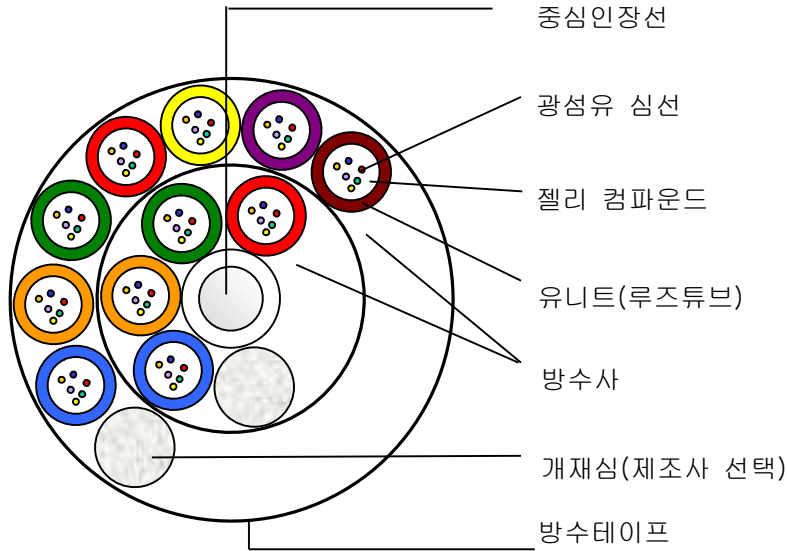 중심인장선
광섬유 심선
젤리 컴파운드
유니트(루즈튜브)
방수사
개재심(제조사 선택)
방수테이프